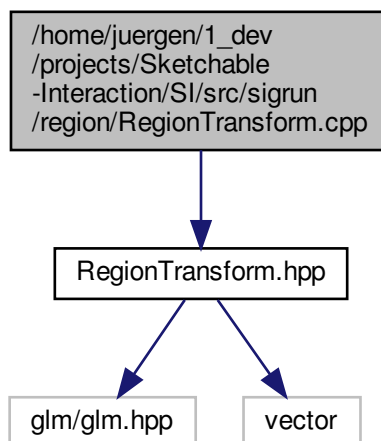 /home/juergen/1_dev
/projects/Sketchable
-Interaction/SI/src/sigrun
/region/RegionTransform.cpp
RegionTransform.hpp
glm/glm.hpp
vector